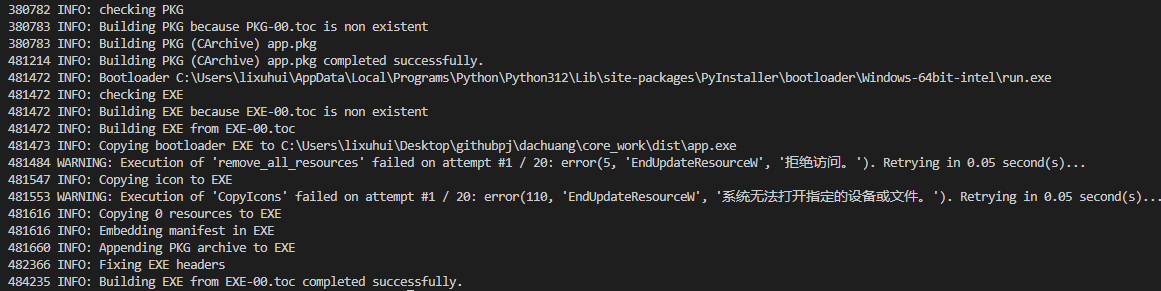 380782 INFO: checking PKG
380783 INFO: Building PKG because PKG-00.toc is non existent
380783 INFO: Building PKG (CArchive) app.pkg
481214 INFO: Building PKG (CArchive) app.pkg completed successfully.
481472 INFO: Bootloader C:\Users\lixuhui\AppData\Local\Programs\Python\Python312\Lib\site-packages\PyInstaller\bootloader\Windows-64bit-intel\run.exe
481472 INFO: checking EXE
481472 INFO: Building EXE because EXE-00.toc is non existent
481472 INFO: Building EXE from EXE-00.toc
481473 INFO: Copying bootloader EXE to C:\Users\lixuhui\Desktop\githubpj\dachuang\core_work\dist\app.exe
481484 WARNING: Execution of 'remove_all_resources' failed on attempt #1 / 20: error(5, 'EndUpdateResourceW', '拒绝访问。'). Retrying in 0.05 second(s)...
481547 INFO: Copying icon to EXE
481553 WARNING: Execution of 'CopyIcons' failed on attempt #1 / 20: error(110, 'EndUpdateResourceW', '系统无法打开指定的设备或文件。'). Retrying in 0.05 second(s)...
481616 INFO: Copying 0 resources to EXE
481616 INFO: Embedding manifest in EXE
481660 INFO: Appending PKG archive to EXE
482366 INFO: Fixing EXE headers
484235 INFO: Building EXE from EXE-00.toc completed successfully.